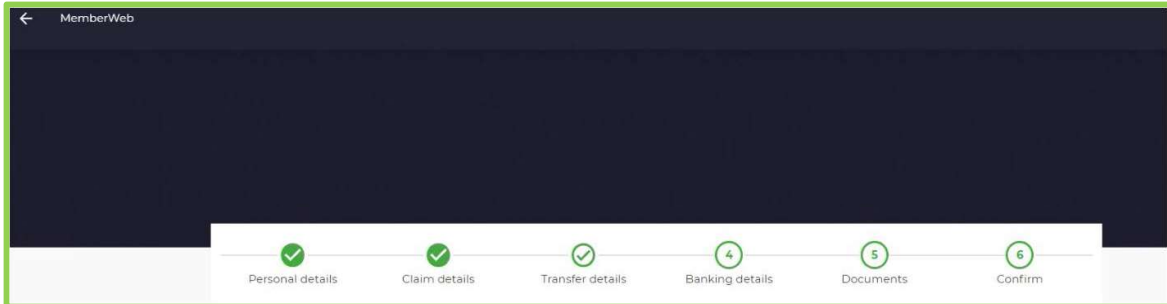 MemberWeb
4 5 6
Personal details Claim details Transfer details Banking details Documents Confirm